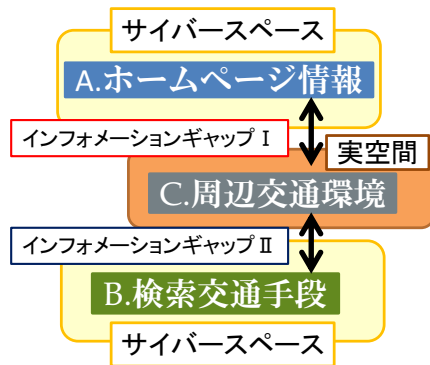 サイバースペース
A.ホームページ情報
インフォメーションギャップⅠ
実空間
C.周辺交通環境
インフォメーションギャップⅡ
B.検索交通手段
サイバースペース